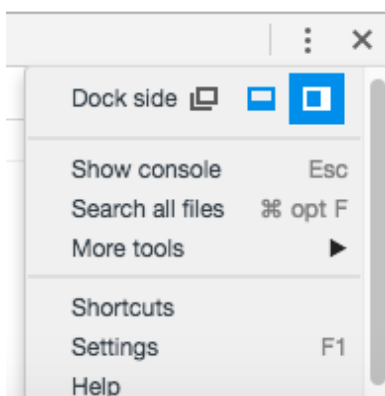 Dock side
Show console Esc
Search all files ⌘ opt F
More tools ▶
Shortcuts
Settings F1
Help